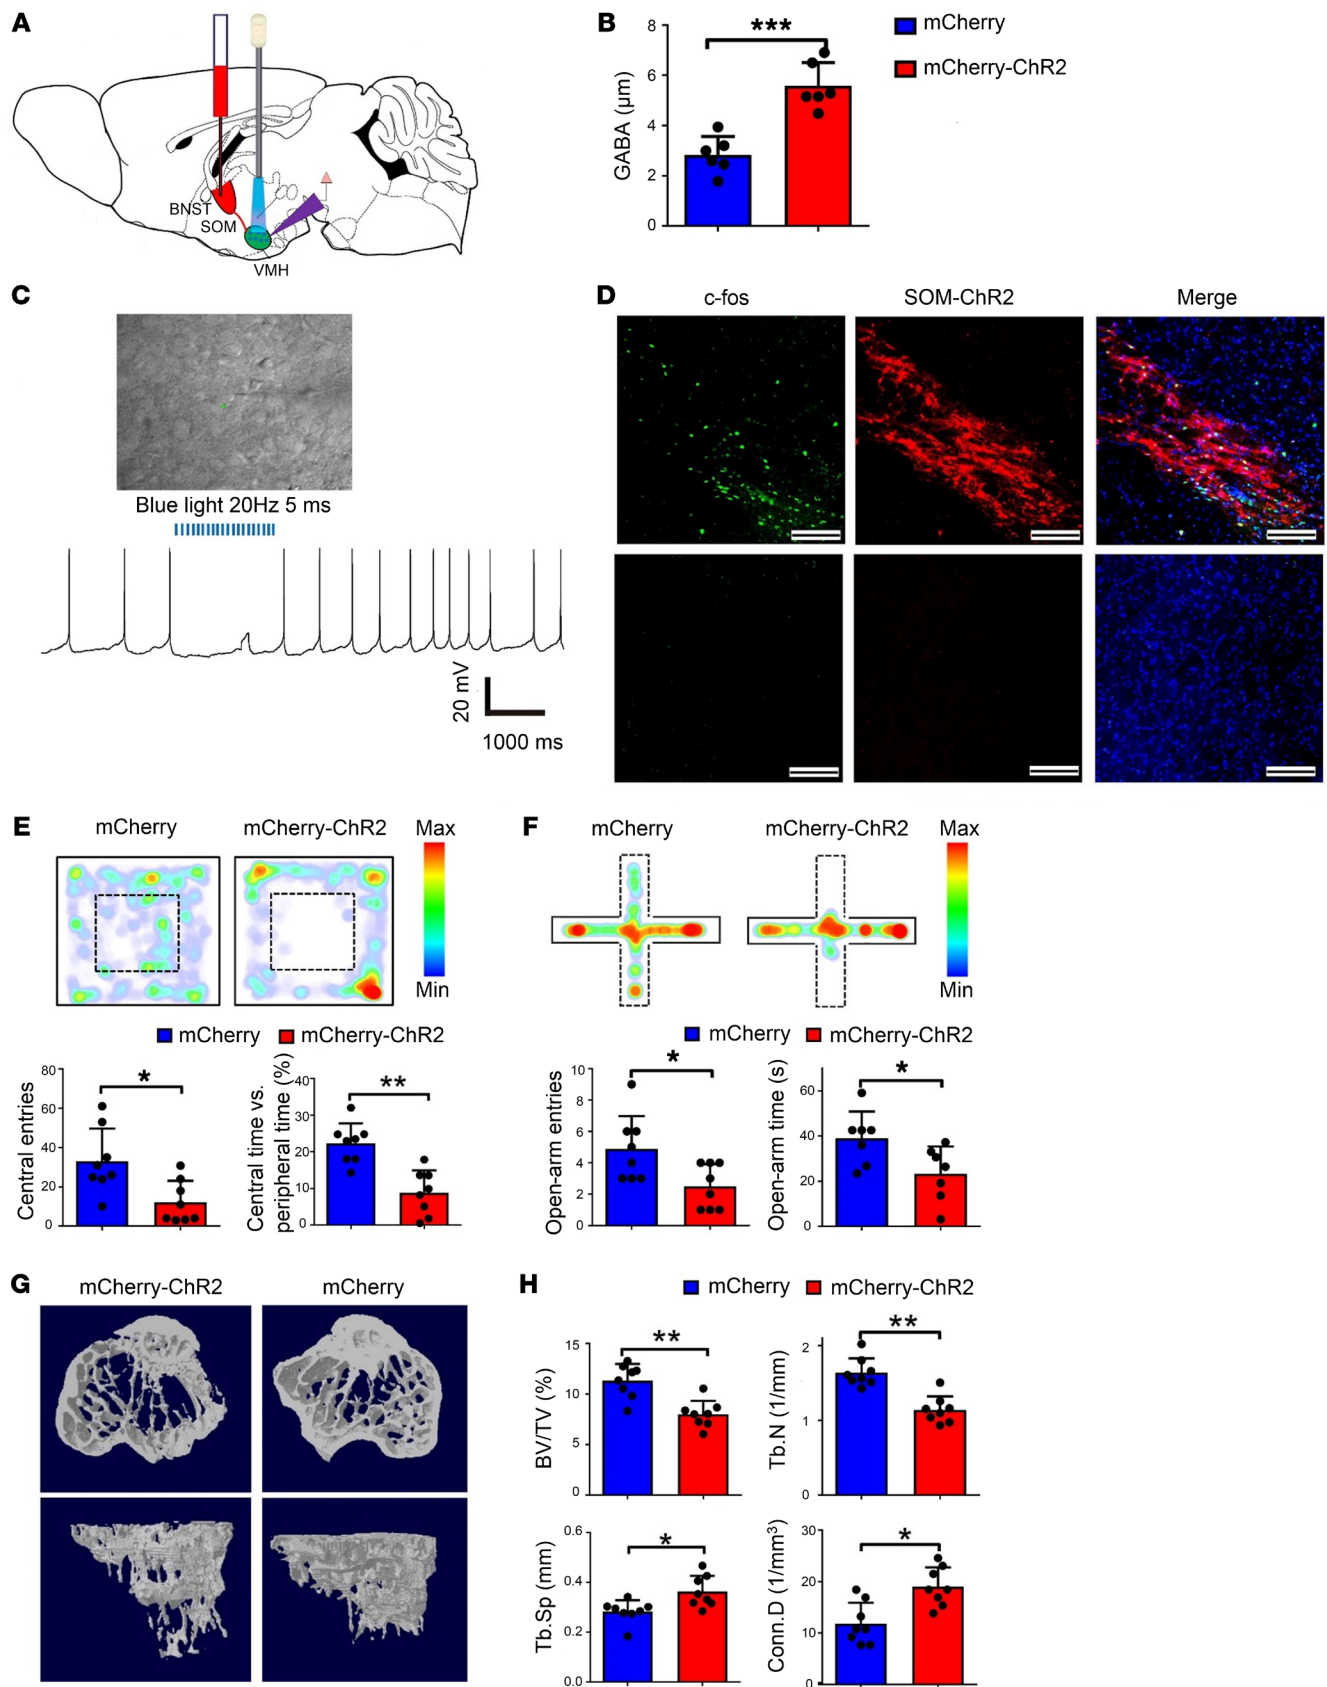 A
BNST
SOM
VMH
B
***
mCherry
mCherry-ChR2
GABA (μm)
8
6
4
2
0
C
Blue light 20Hz 5 ms
20 mV
1000 ms
D
c-fos
SOM-ChR2
Merge
E
mCherry
mCherry-ChR2
Max
Min
mCherry
mCherry-ChR2
Central entries
80
60
40
20
0
*
Central time vs.
peripheral time (%)
40
30
20
10
0
**
F
mCherry
mCherry-ChR2
Max
Min
mCherry
mCherry-ChR2
Open-arm entries
10
8
6
4
2
0
*
Open-arm time (s)
60
40
20
0
*
G
mCherry-ChR2
mCherry
H
mCherry
mCherry-ChR2
BV/TV (%)
15
10
5
0
**
Tb.N (1/mm)
2
1
0
**
Tb.Sp (mm)
0.6
0.4
0.2
0.0
*
Conn.D (1/mm³)
30
20
10
0
*